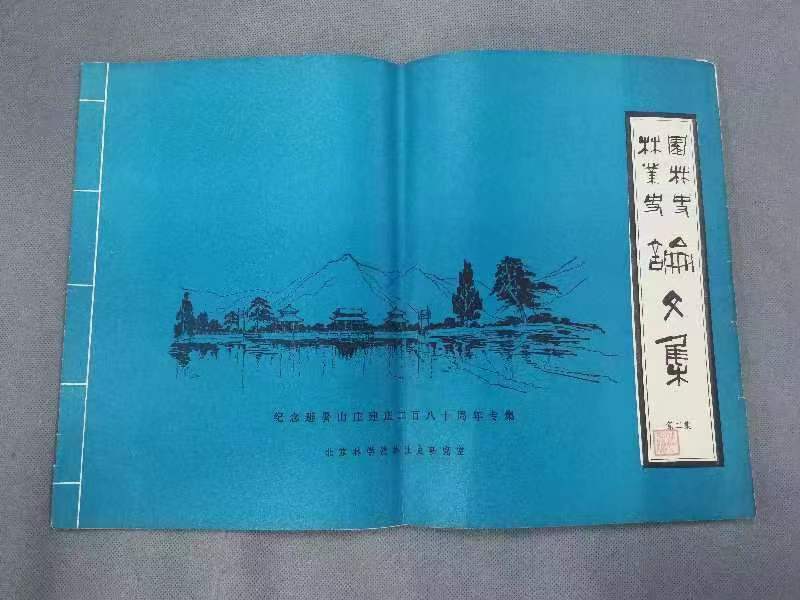 園林史
林業史
論文集
第二集
纪念避暑山庄建庄二百八十周年专集
北京林学院林业史研究室